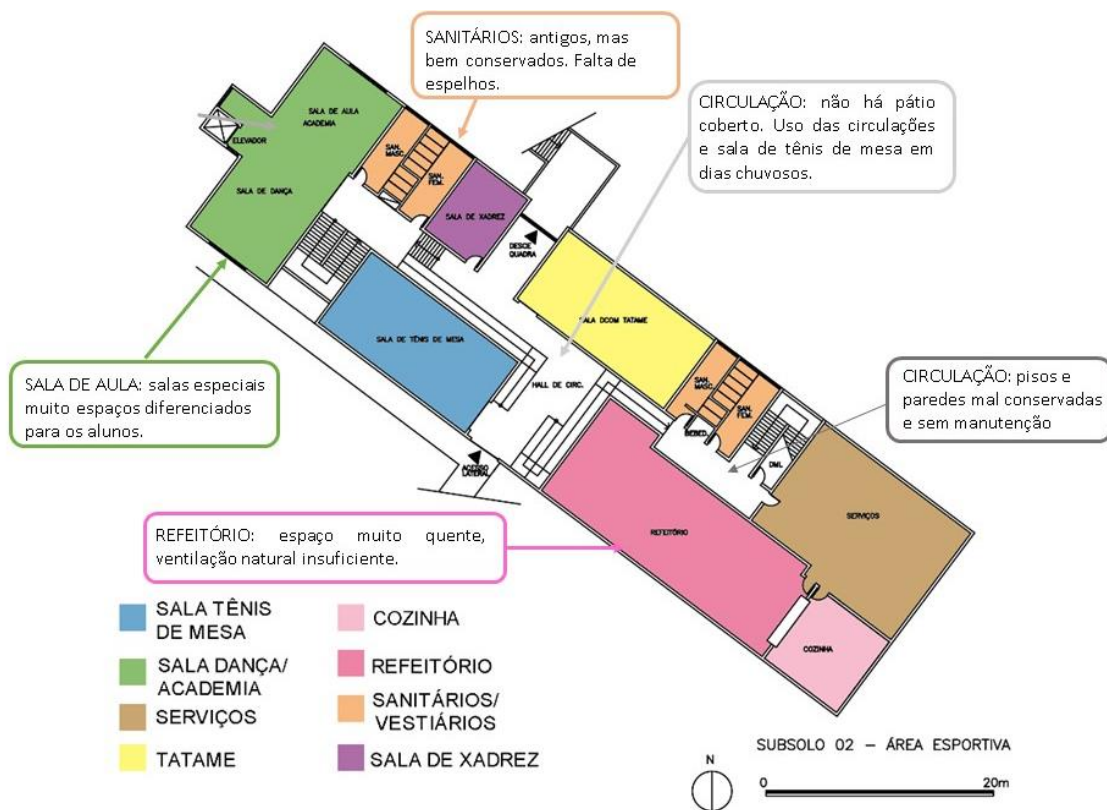 SANITÁRIOS: antigos, mas
bem conservados. Falta de
espelhos.
CIRCULAÇÃO: não há pátio
coberto. Uso das circulações
e sala de tênis de mesa em
dias chuvosos.
SALA DE AULA
ACADEMIA
ELEVADOR
SALA DE DANÇA
SAN.
MASC.
SAN.
FEM.
SALA DE XADREZ
DESCE
QUADRA
SALA DCOM TATAME
SALA DE TÊNIS DE MESA
HALL DE CIRC.
SALA DE AULA: salas especiais
muito espaços diferenciados
para os alunos.
CIRCULAÇÃO: pisos e
paredes mal conservadas
e sem manutenção
SAN.
MASC.
SAN.
FEM.
BEBED.
DML
ACESSO
LATERAL
SERVIÇOS
REFEITÓRIO
COZINHA
REFEITÓRIO: espaço muito quente,
ventilação natural insuficiente.
SALA TÊNIS
DE MESA
SALA DANÇA/
ACADEMIA
SERVIÇOS
TATAME
COZINHA
REFEITÓRIO
SANITÁRIOS/
VESTIÁRIOS
SALA DE XADREZ
SUBSOLO 02 – ÁREA ESPORTIVA
N
0 20m